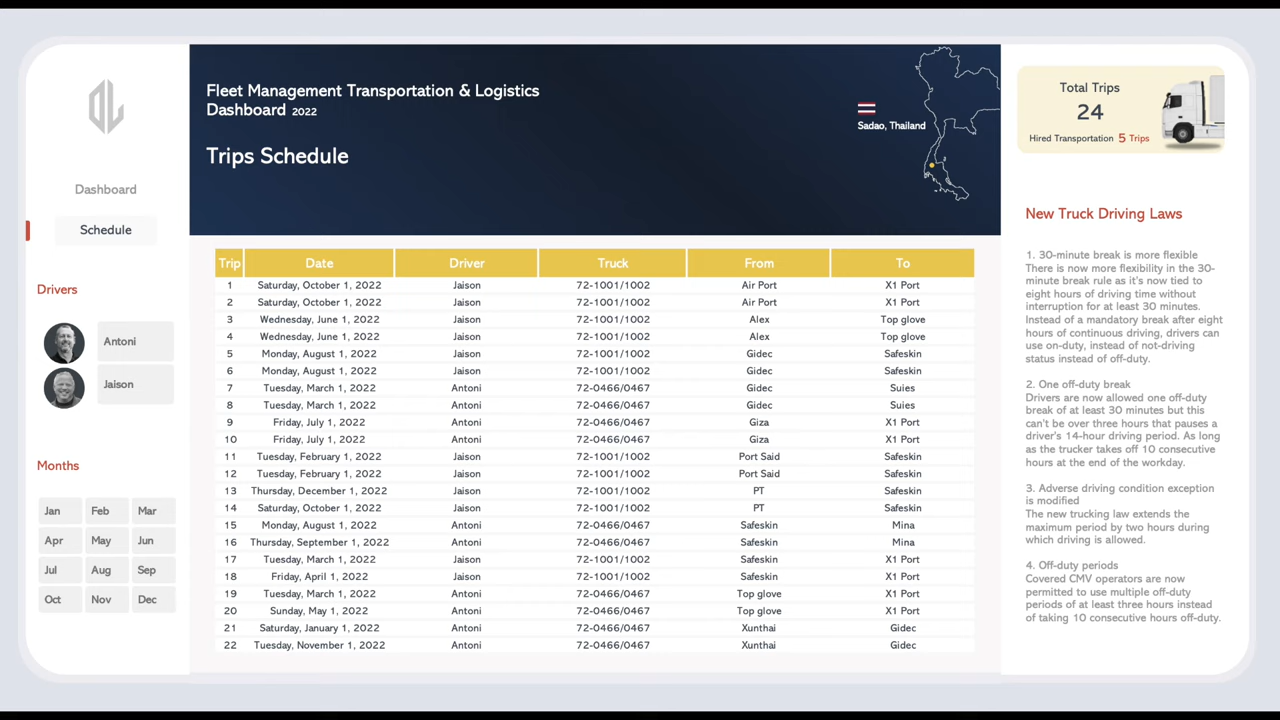 Dashboard
Schedule
Drivers
Antoni
Jaison
Months
Jan Feb Mar
Apr May Jun
Jul Aug Sep
Oct Nov Dec
Fleet Management Transportation & Logistics
Dashboard 2022
Trips Schedule
Sadao, Thailand
Trip Date Driver Truck From To
1 Saturday, October 1, 2022 Jaison 72-1001/1002 Air Port X1 Port
2 Saturday, October 1, 2022 Jaison 72-1001/1002 Air Port X1 Port
3 Wednesday, June 1, 2022 Jaison 72-1001/1002 Alex Top glove
4 Wednesday, June 1, 2022 Jaison 72-1001/1002 Alex Top glove
5 Monday, August 1, 2022 Jaison 72-1001/1002 Gidec Safeskin
6 Monday, August 1, 2022 Jaison 72-1001/1002 Gidec Safeskin
7 Tuesday, March 1, 2022 Antoni 72-0466/0467 Gidec Suies
8 Tuesday, March 1, 2022 Antoni 72-0466/0467 Gidec Suies
9 Friday, July 1, 2022 Antoni 72-0466/0467 Giza X1 Port
10 Friday, July 1, 2022 Antoni 72-0466/0467 Giza X1 Port
11 Tuesday, February 1, 2022 Jaison 72-1001/1002 Port Said Safeskin
12 Tuesday, February 1, 2022 Jaison 72-1001/1002 Port Said Safeskin
13 Thursday, December 1, 2022 Jaison 72-1001/1002 PT Safeskin
14 Saturday, October 1, 2022 Jaison 72-1001/1002 PT Safeskin
15 Monday, August 1, 2022 Antoni 72-0466/0467 Safeskin Mina
16 Thursday, September 1, 2022 Antoni 72-0466/0467 Safeskin Mina
17 Tuesday, March 1, 2022 Jaison 72-1001/1002 Safeskin X1 Port
18 Friday, April 1, 2022 Jaison 72-1001/1002 Safeskin X1 Port
19 Tuesday, March 1, 2022 Antoni 72-0466/0467 Top glove X1 Port
20 Sunday, May 1, 2022 Antoni 72-0466/0467 Top glove X1 Port
21 Saturday, January 1, 2022 Antoni 72-0466/0467 Xunthai Gidec
22 Tuesday, November 1, 2022 Antoni 72-0466/0467 Xunthai Gidec
Total Trips
24
Hired Transportation 5 Trips
New Truck Driving Laws
1. 30-minute break is more flexible
There is now more flexibility in the 30-
minute break rule as it's now tied to
eight hours of driving time without
interruption for at least 30 minutes.
Instead of a mandatory break after eight
hours of continuous driving, drivers can
use on-duty, instead of not-driving
status instead of off-duty.
2. One off-duty break
Drivers are now allowed one off-duty
break of at least 30 minutes but this
can't be over three hours that pauses a
driver's 14-hour driving period. As long
as the trucker takes off 10 consecutive
hours at the end of the workday.
3. Adverse driving condition exception
is modified
The new trucking law extends the
maximum period by two hours during
which driving is allowed.
4. Off-duty periods
Covered CMV operators are now
permitted to use multiple off-duty
periods of at least three hours instead
of taking 10 consecutive hours off-duty.